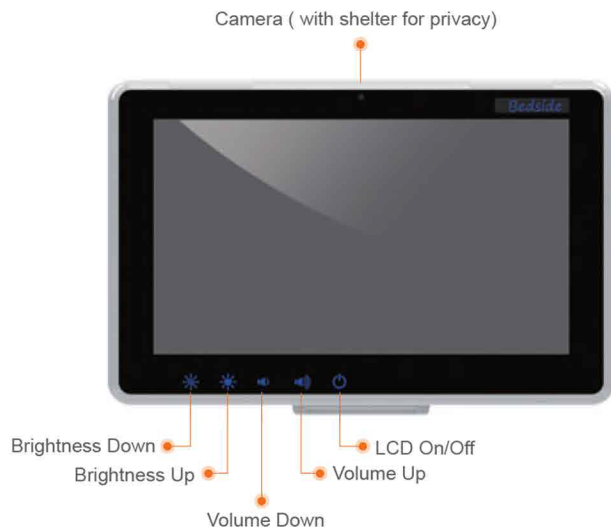 Camera ( with shelter for privacy)
Bedside
Brightness Down
LCD On/Off
Brightness Up
Volume Up
Volume Down